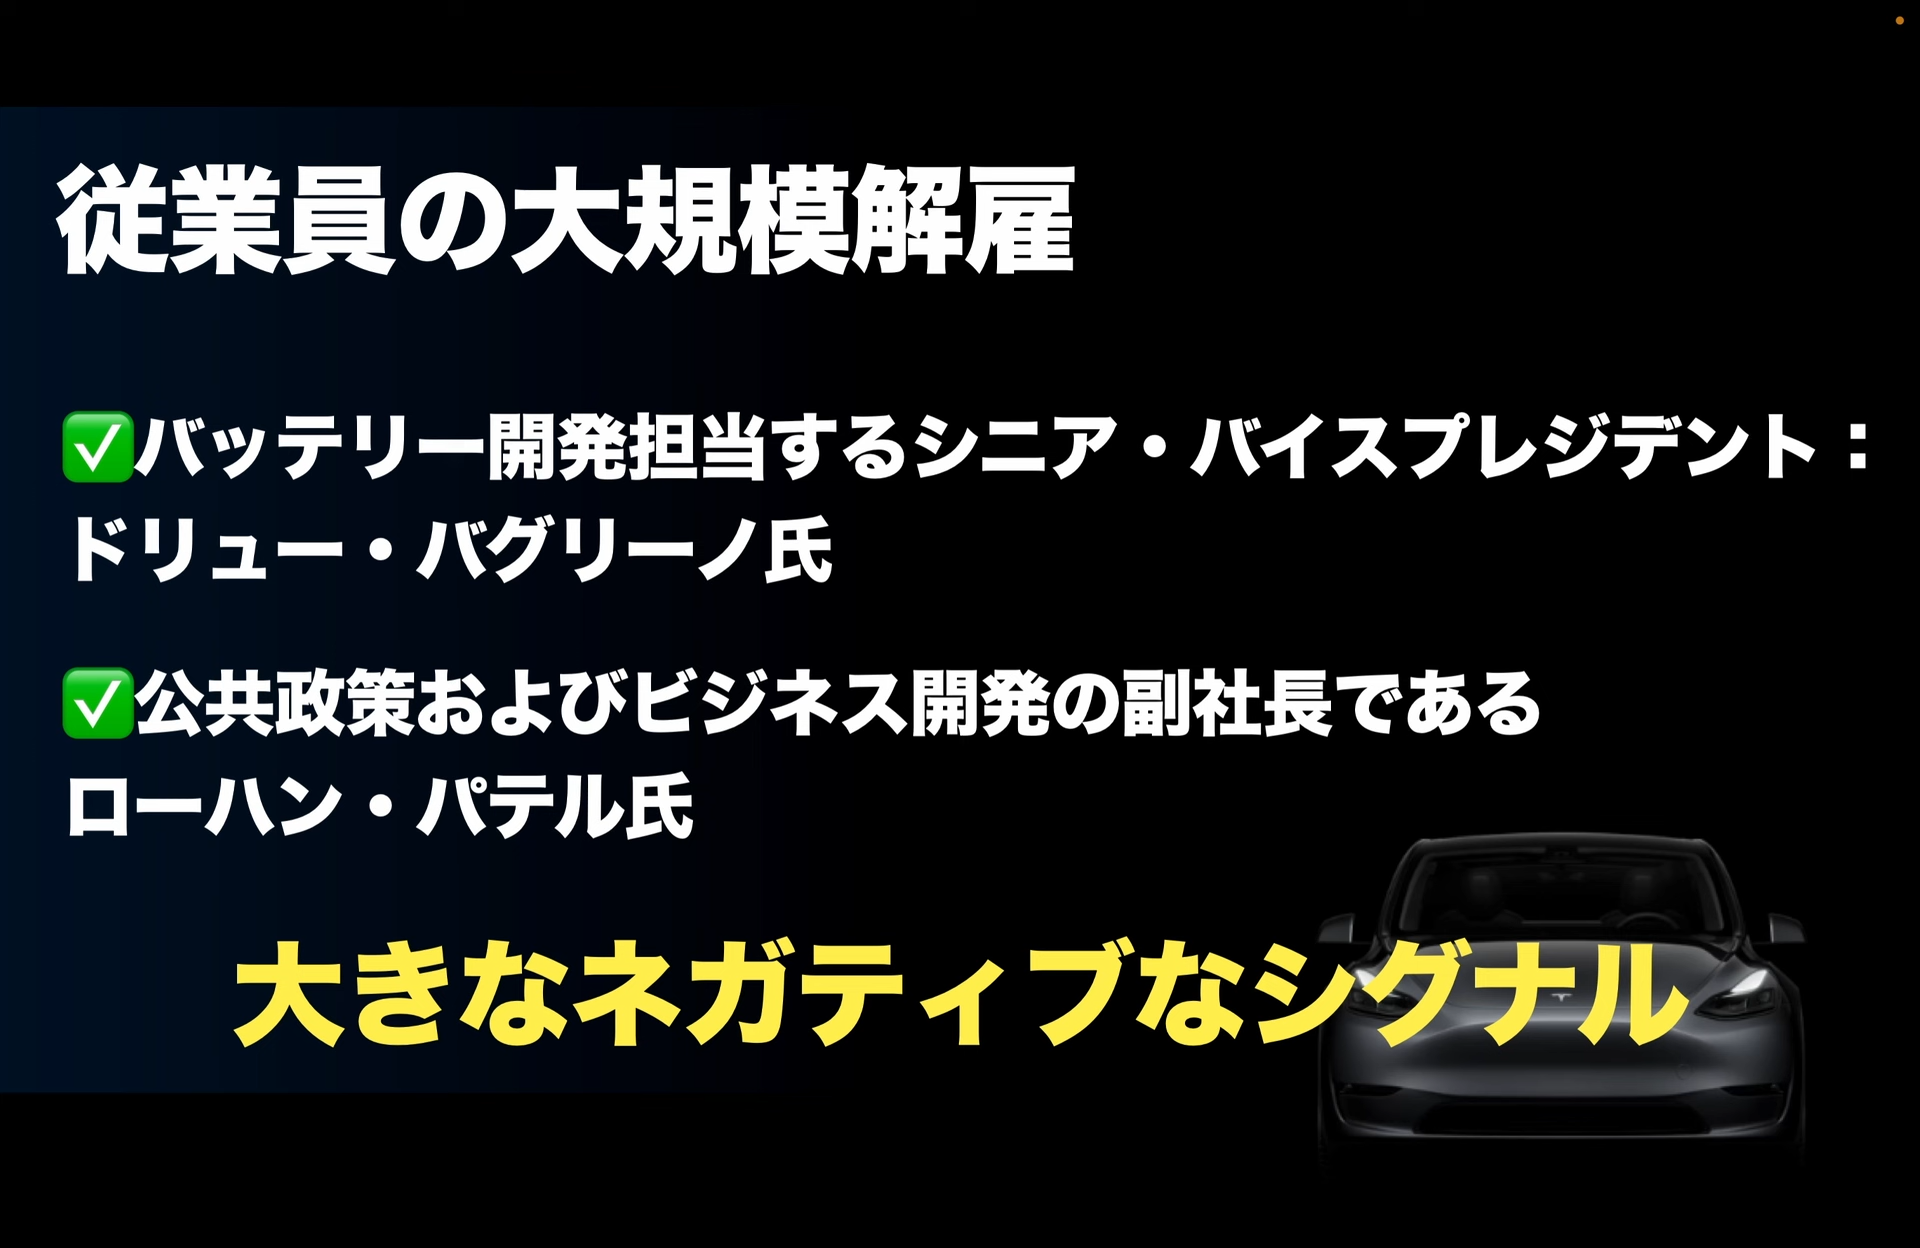 従業員の大規模解雇
✅バッテリー開発担当するシニア・バイスプレジデント：
ドリュー・バグリーノ氏
✅公共政策およびビジネス開発の副社長である
ローハン・パテル氏
大きなネガティブなシグナル